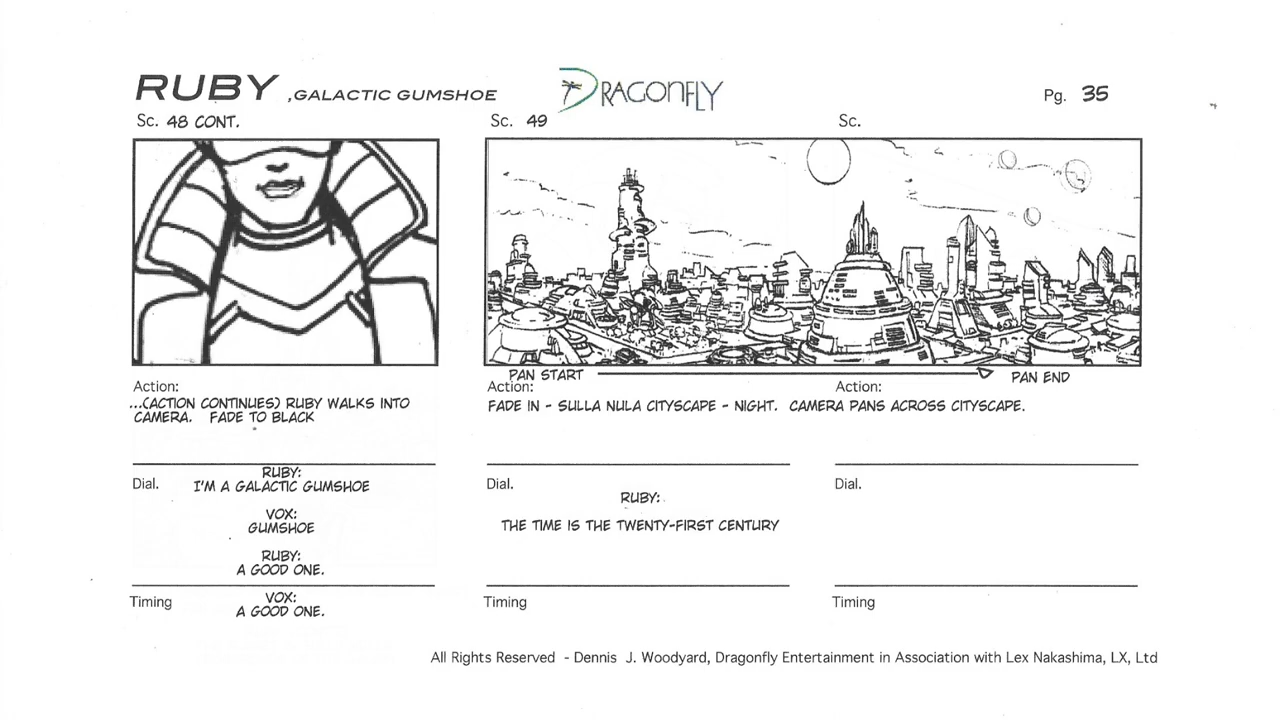 RUBY ,GALACTIC GUMSHOE
DRAGONFLY
Pg. 35
Sc. 48 CONT.
Sc. 49
Sc.
PAN START
PAN END
Action:
...(ACTION CONTINUES) RUBY WALKS INTO
CAMERA. FADE TO BLACK
Action:
Action:
FADE IN - SULLA NULA CITYSCAPE - NIGHT. CAMERA PANS ACROSS CITYSCAPE.
RUBY:
Dial. I'M A GALACTIC GUMSHOE
VOX:
GUMSHOE
RUBY:
A GOOD ONE.
Dial.
RUBY:
THE TIME IS THE TWENTY-FIRST CENTURY
Dial.
VOX:
Timing
A GOOD ONE.
Timing
Timing
All Rights Reserved - Dennis J. Woodyard, Dragonfly Entertainment in Association with Lex Nakashima, LX, Ltd